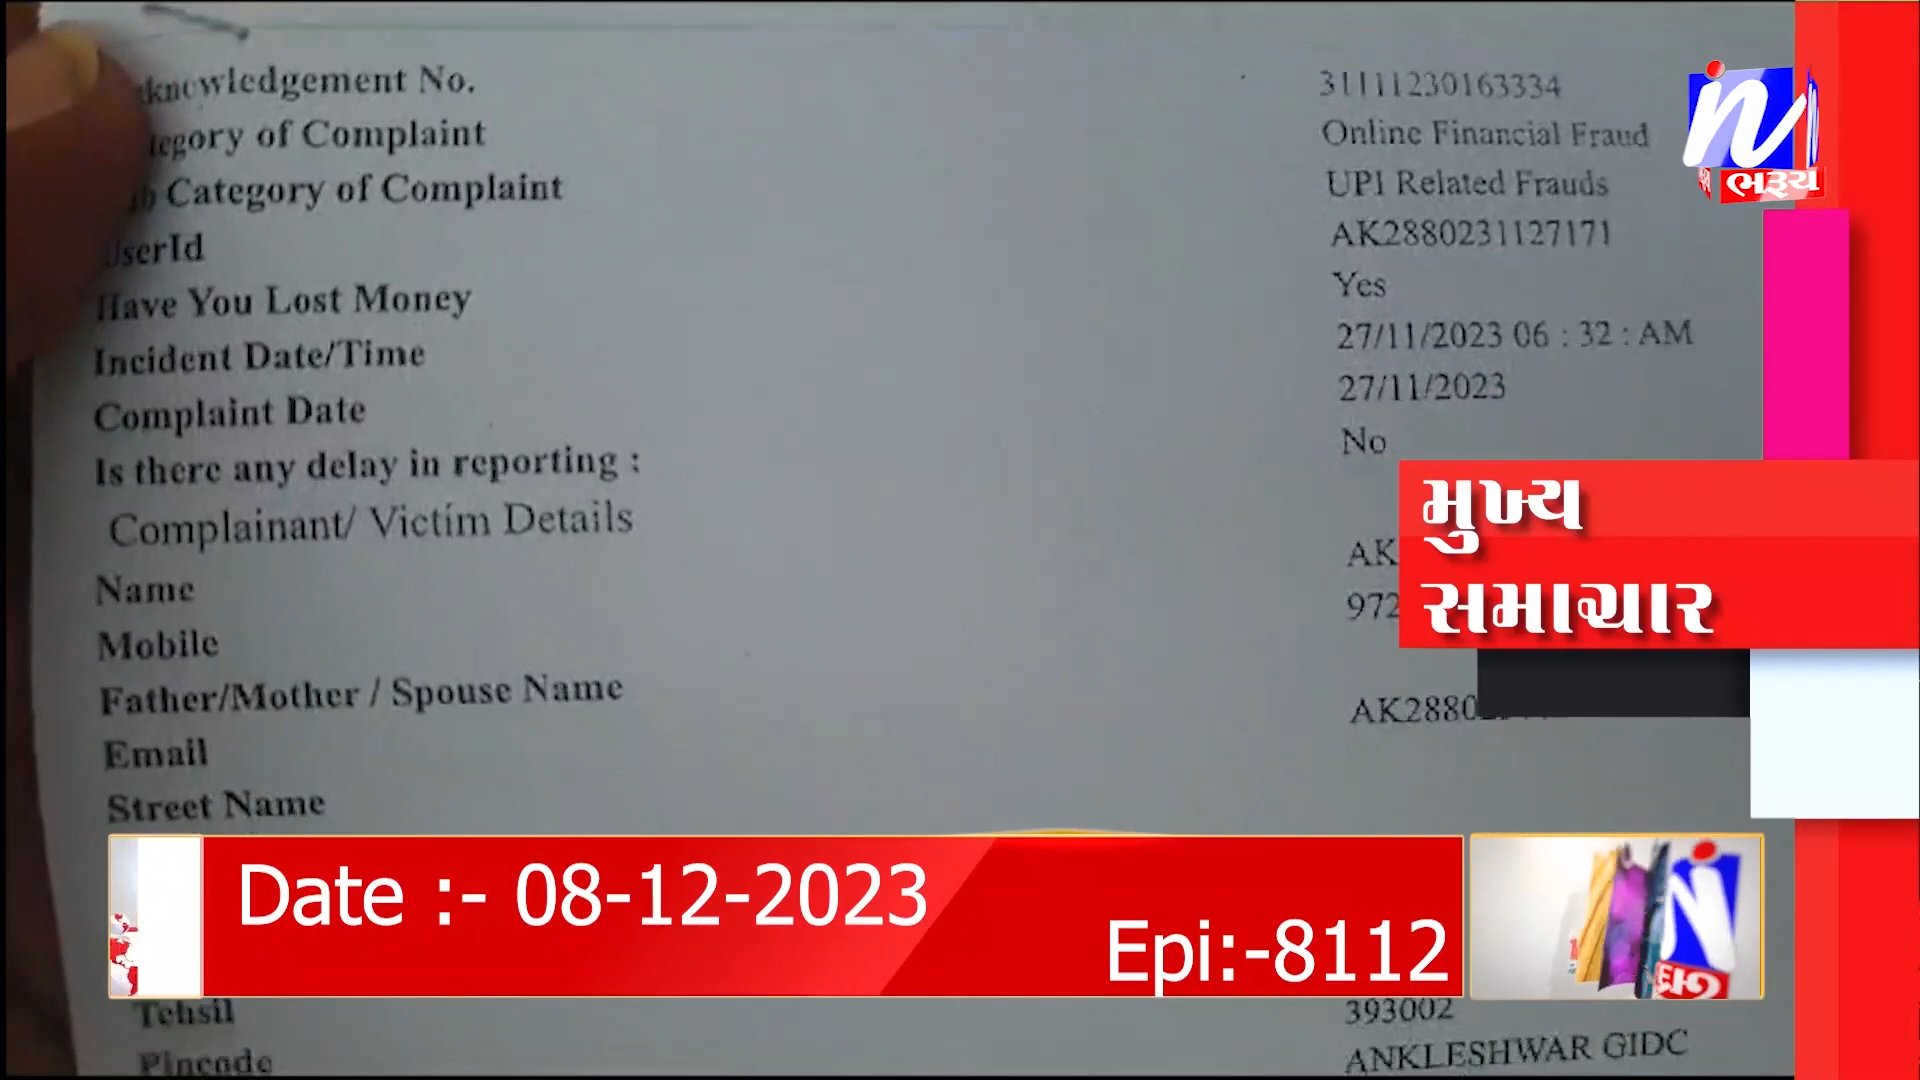 knowledgement No. 31111230163334
tegory of Complaint Online Financial Fraud
Category of Complaint UPI Related Frauds
UserId AK2880231127171
Have You Lost Money Yes
Incident Date/Time 27/11/2023 06 : 32 : AM
Complaint Date 27/11/2023
Is there any delay in reporting : No
Complainant/ Victim Details
Name AK
Mobile 972
Father/Mother / Spouse Name
Email AK2880
Street Name
Tehsil 393002
Pincode ANKLESHWAR GIDC
ભરૂચ
મુખ્ય
સમાચાર
Date :- 08-12-2023
Epi:-8112